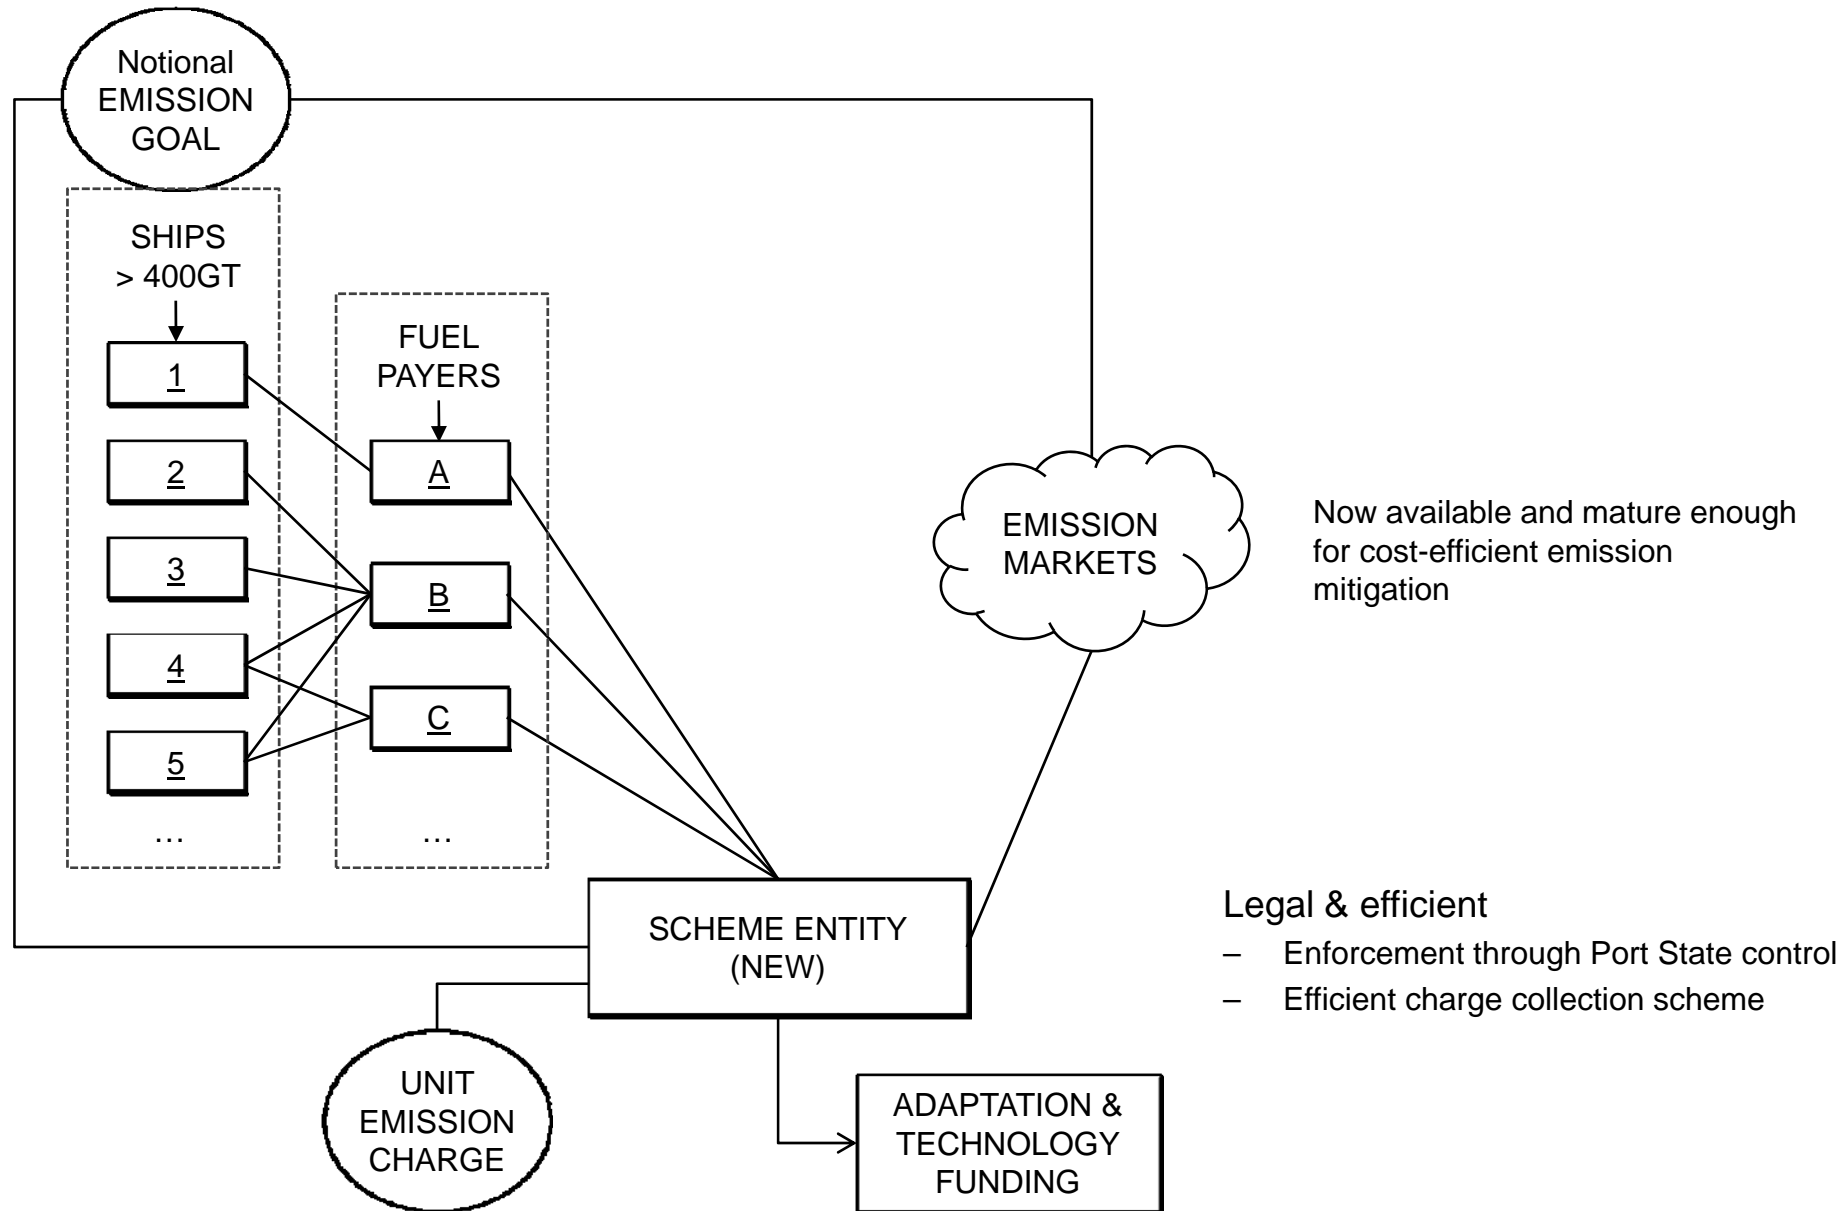 Notional
EMISSION
GOAL
SHIPS
> 400GT
1
2
3
4
5
…
FUEL
PAYERS
A
B
C
…
EMISSION
MARKETS
Now available and mature enough
for cost-efficient emission
mitigation
SCHEME ENTITY
(NEW)
Legal & efficient
– Enforcement through Port State control
– Efficient charge collection scheme
UNIT
EMISSION
CHARGE
ADAPTATION &
TECHNOLOGY
FUNDING